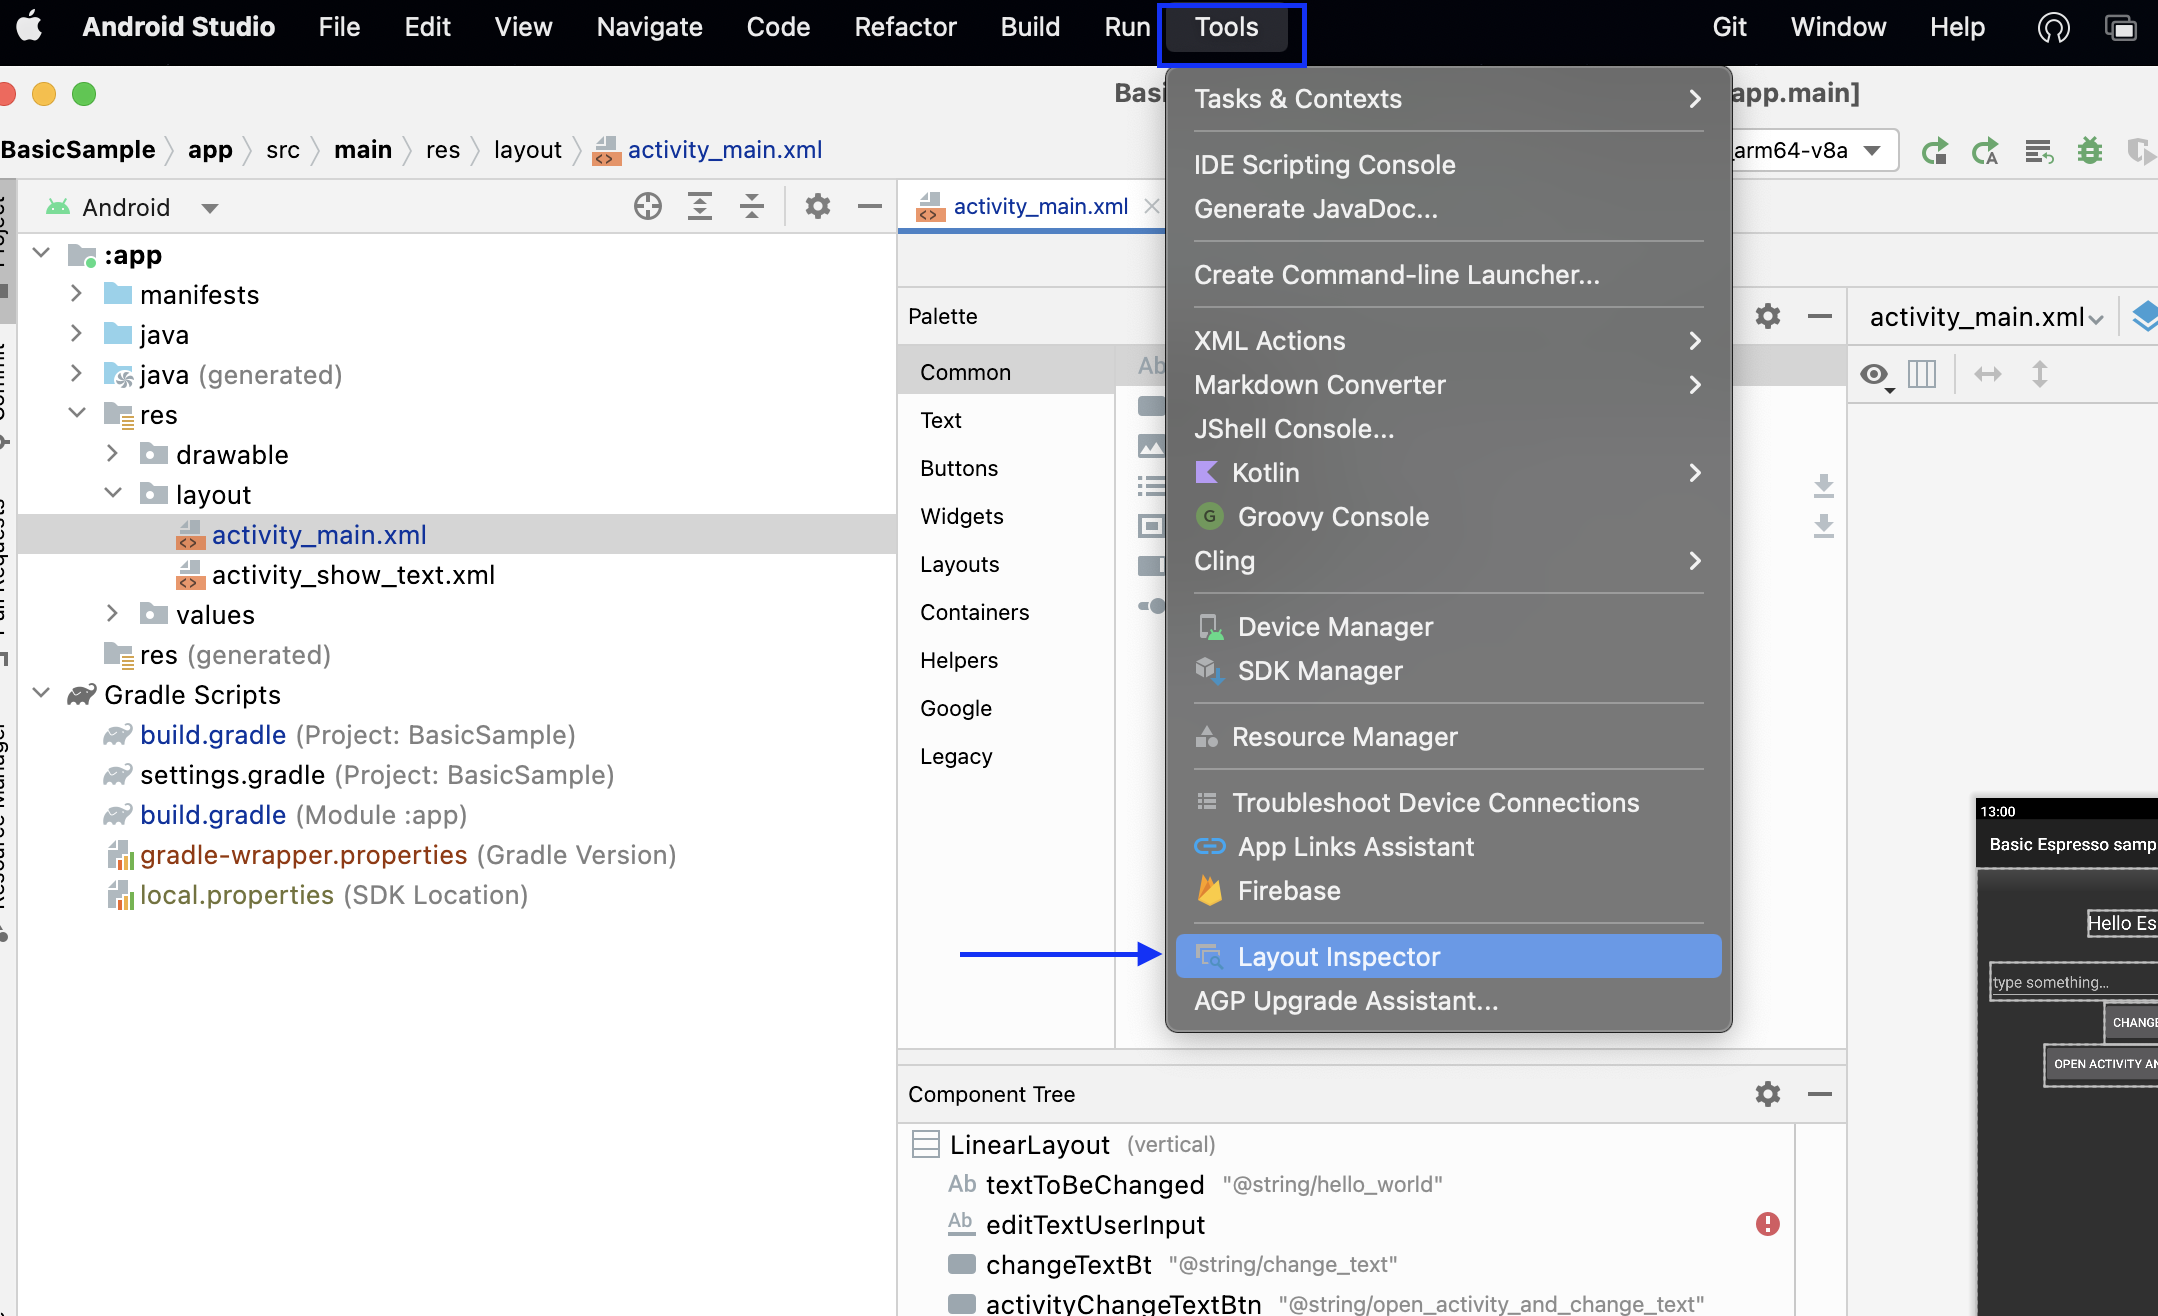 Android Studio File Edit View Navigate Code Refactor Build Run Tools Git Window Help
Basi
app.main]
BasicSample app src main res layout activity_main.xml
arm64-v8a
Android
activity_main.xml
:app
manifests
java
java (generated)
res
drawable
layout
activity_main.xml
activity_show_text.xml
values
res (generated)
Gradle Scripts
build.gradle (Project: BasicSample)
settings.gradle (Project: BasicSample)
build.gradle (Module :app)
gradle-wrapper.properties (Gradle Version)
local.properties (SDK Location)
Palette
Common
Ab
Text
Buttons
Widgets
Layouts
Containers
Helpers
Google
Legacy
Tasks & Contexts
IDE Scripting Console
Generate JavaDoc...
Create Command-line Launcher...
XML Actions
Markdown Converter
JShell Console...
Kotlin
G Groovy Console
Cling
Device Manager
SDK Manager
Resource Manager
Troubleshoot Device Connections
App Links Assistant
Firebase
Layout Inspector
AGP Upgrade Assistant...
activity_main.xml
13:00
Basic Espresso samp
Hello Es
type something...
CHANGE
OPEN ACTIVITY AN
Component Tree
LinearLayout (vertical)
Ab textToBeChanged "@string/hello_world"
Ab editTextUserInput
changeTextBt "@string/change_text"
activityChangeTextBtn "@string/open_activity_and_change_text"